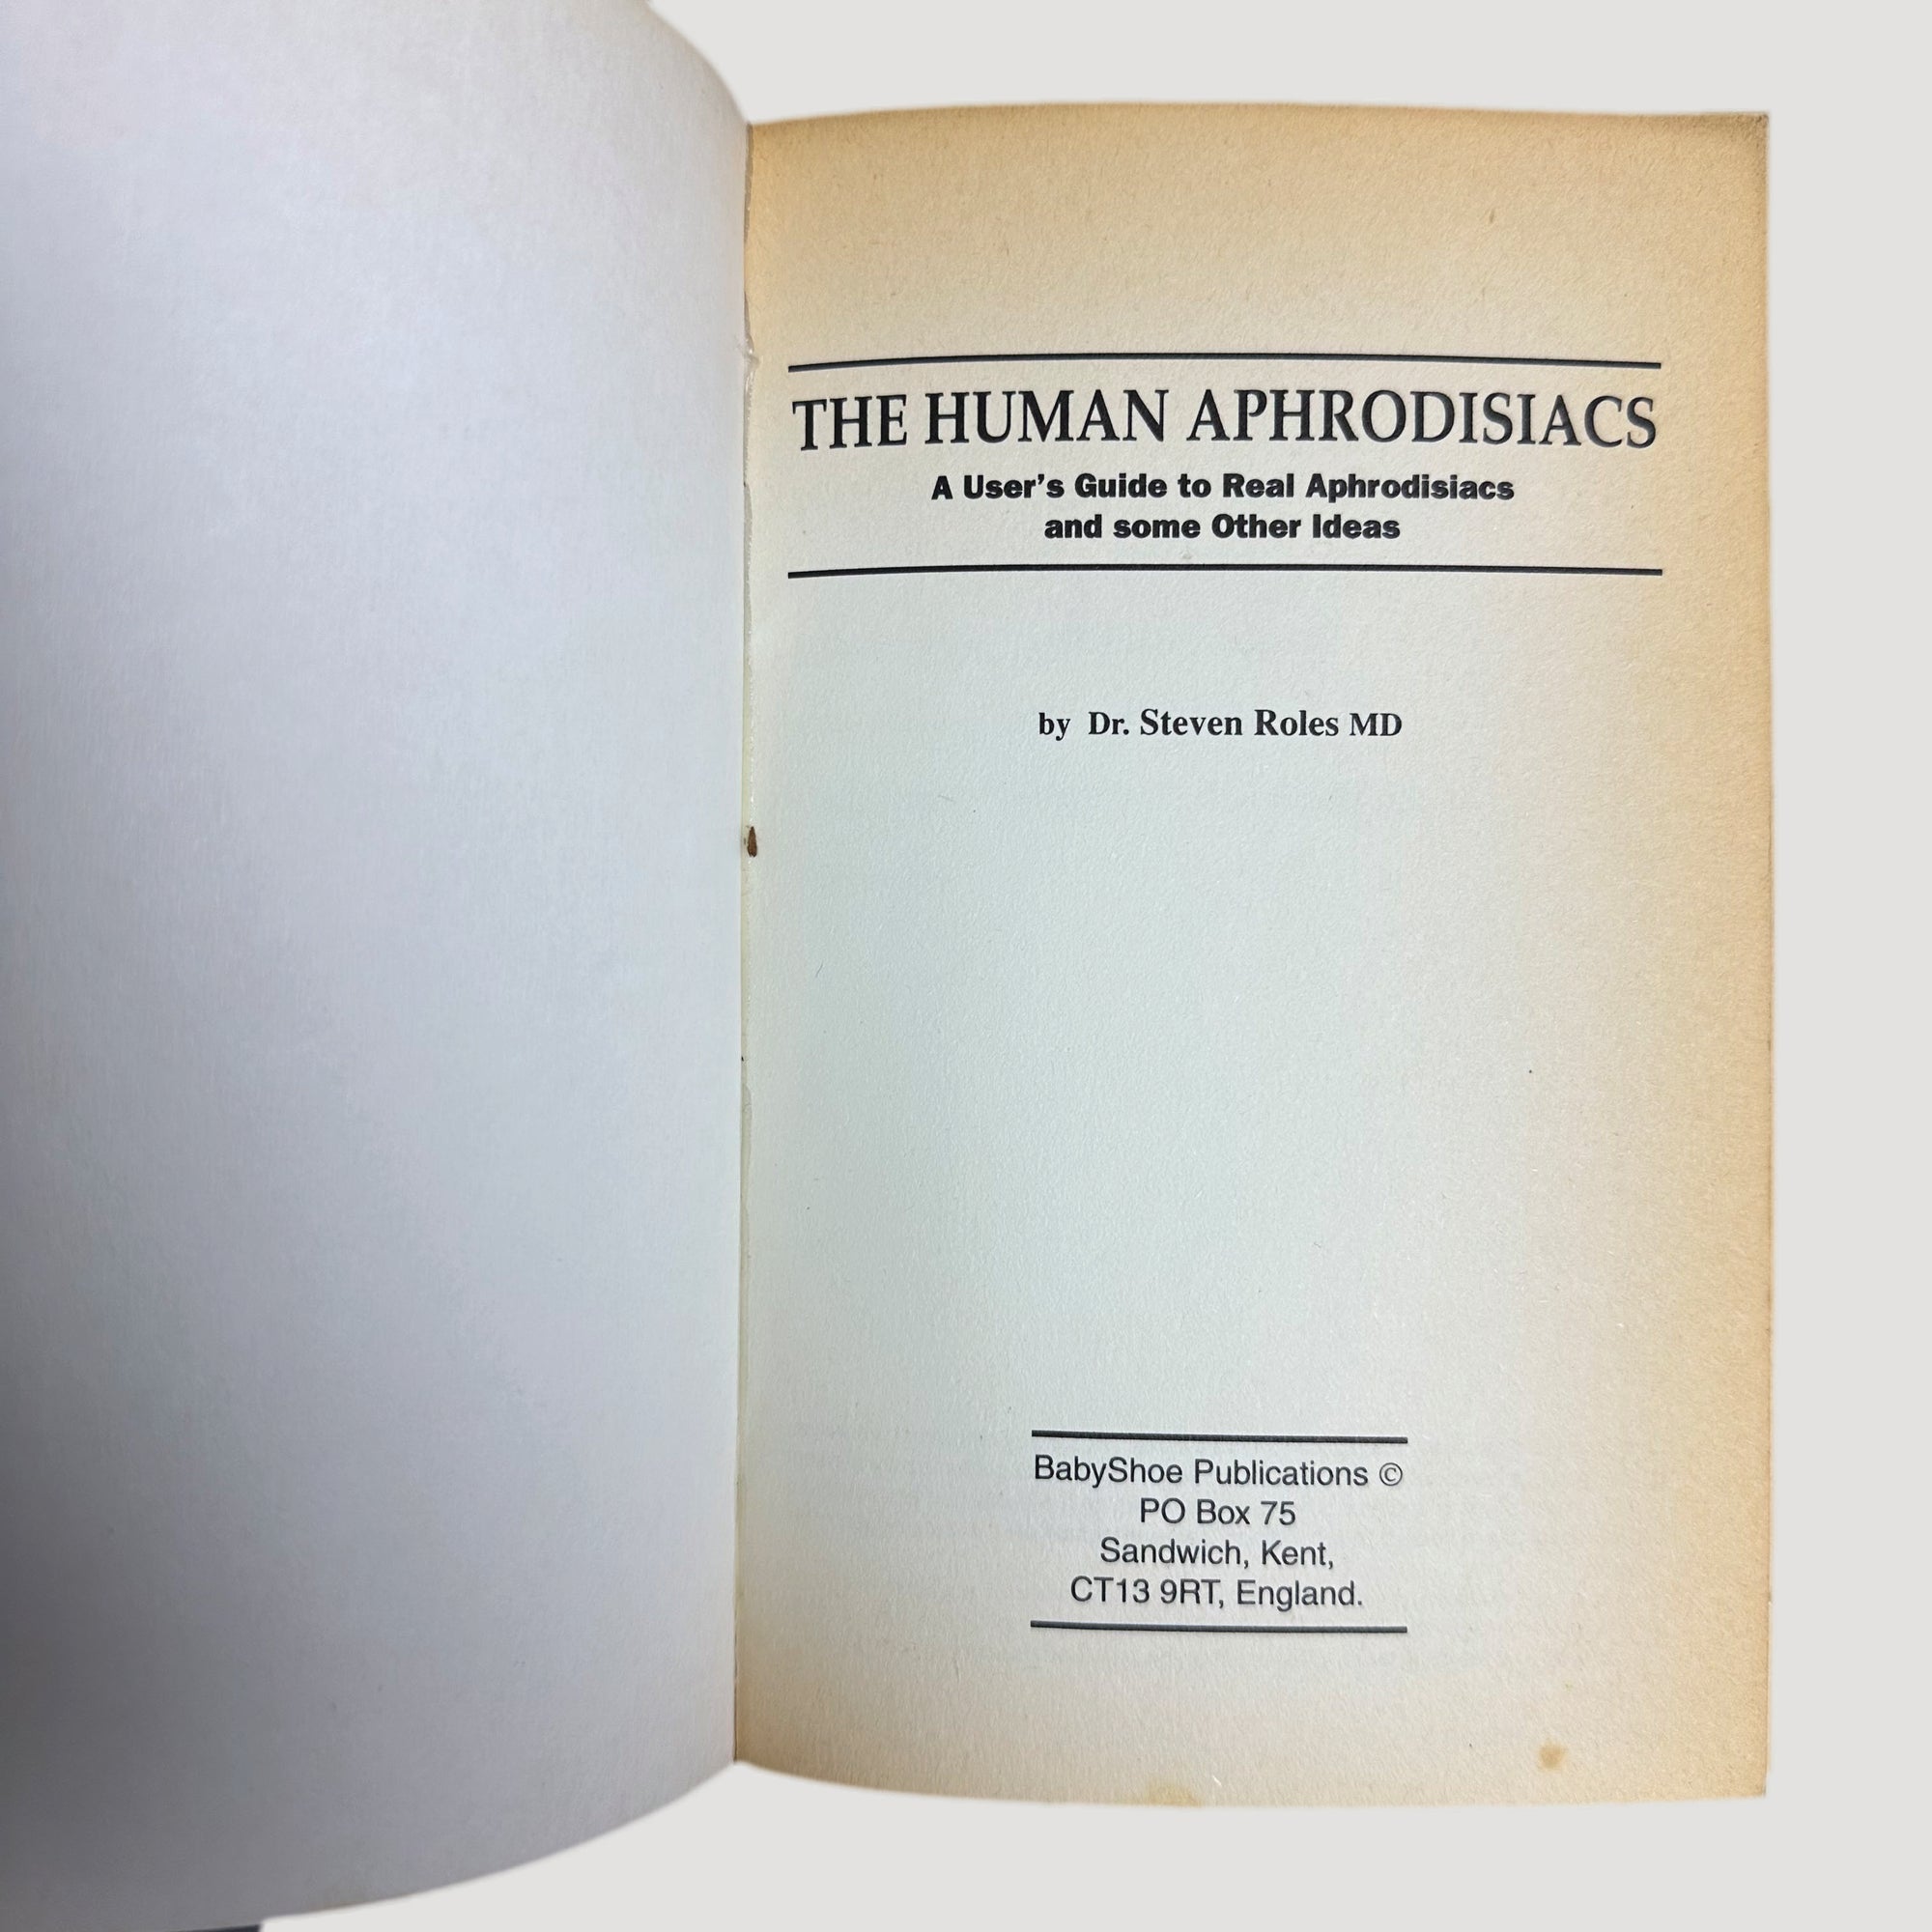 THE HUMAN APHRODISIACS
A User's Guide to Real Aphrodisiacs
and some Other Ideas
by Dr. Steven Roles MD
BabyShoe Publications ©
PO Box 75
Sandwich, Kent,
CT13 9RT, England.